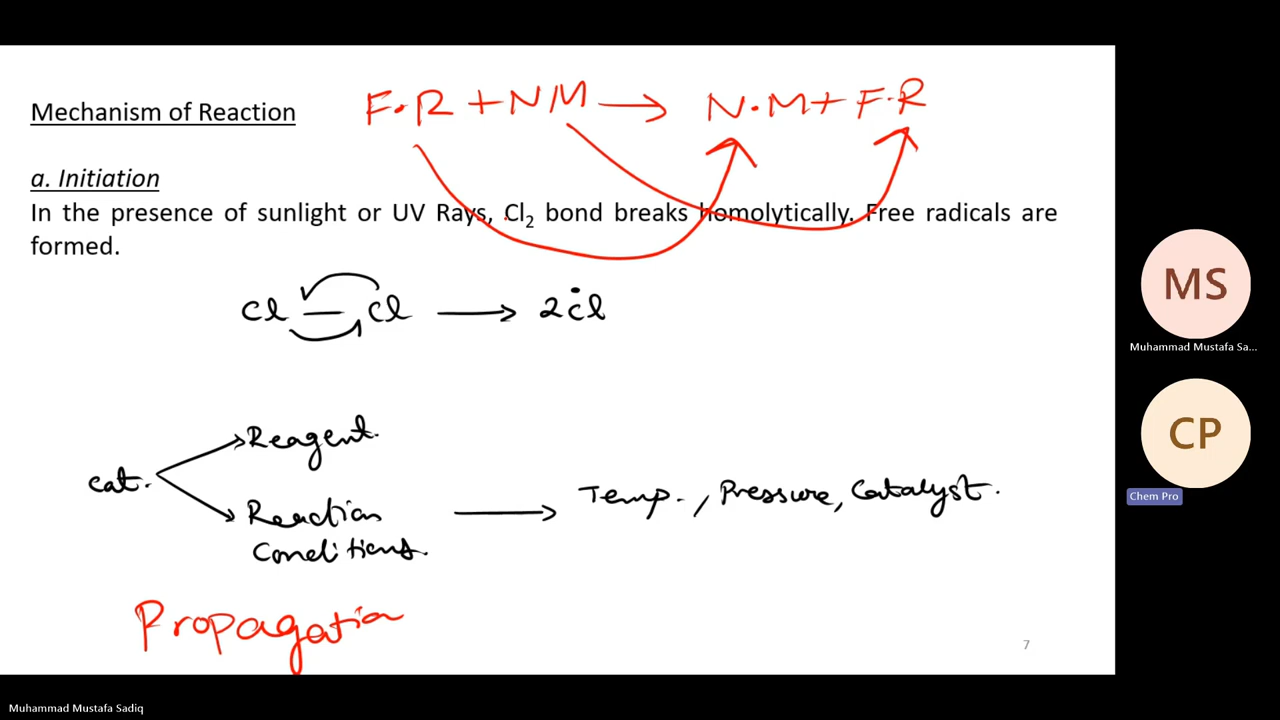 F.R + NM → N.M + F.R
Mechanism of Reaction
a. Initiation
In the presence of sunlight or UV Rays, Cl₂ bond breaks homolytically. Free radicals are
formed.
Cl — Cl → 2Ċl
Cat.
Reagent.
Reaction
Conditions.
→ Temp., Pressure, Catalyst.
Propagation
7
MS
Muhammad Mustafa Sa...
CP
Chem Pro
Muhammad Mustafa Sadiq